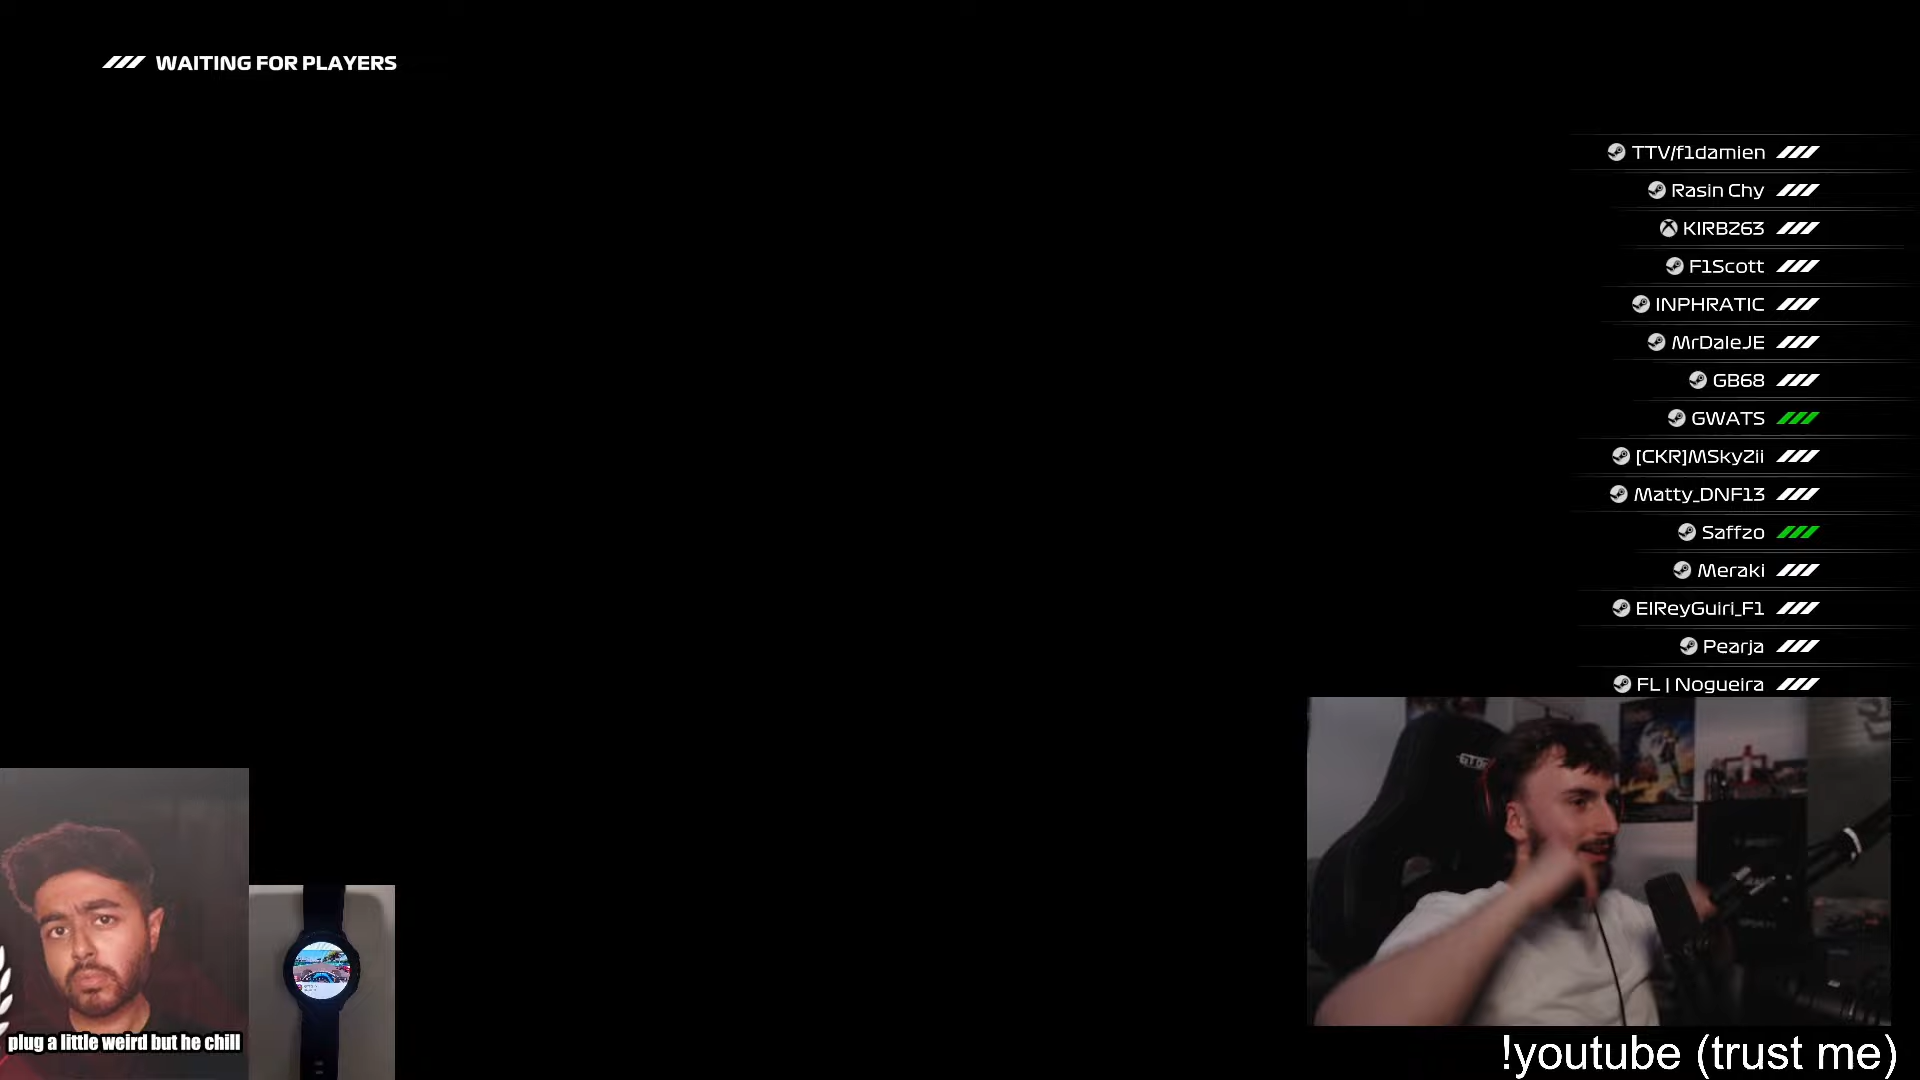 WAITING FOR PLAYERS
TTV/f1damien
Rasin Chy
KIRBZ63
F1Scott
INPHRATIC
MrDaleJE
GB68
GWATS
[CKR]MSkyZii
Matty_DNF13
Saffzo
Meraki
ElReyGuiri_F1
Pearja
FL | Nogueira
plug a little weird but he chill
!youtube (trust me)